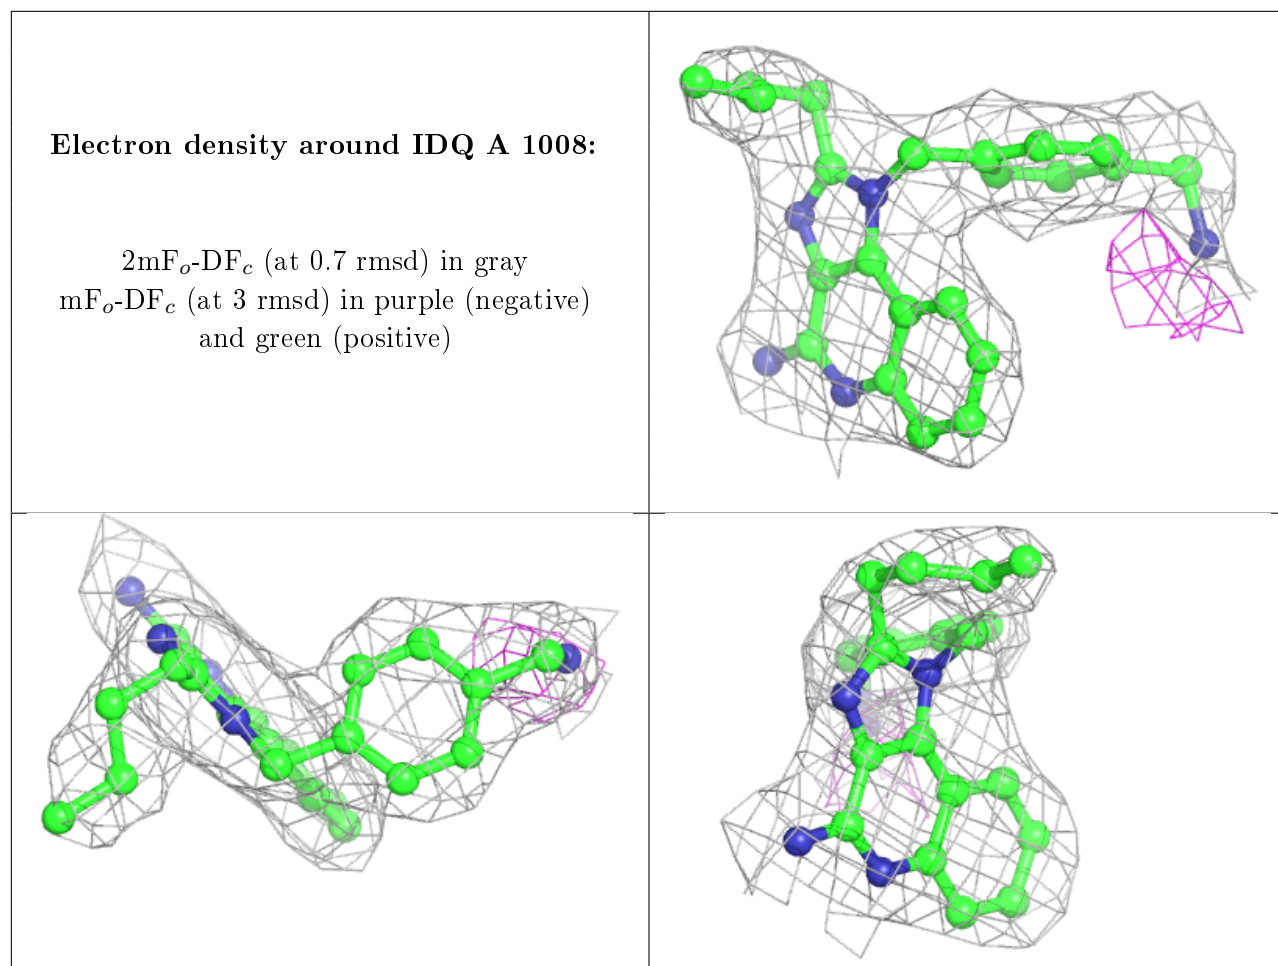 Electron density around IDQ A 1008:
2mFₒ-DF𝒸 (at 0.7 rmsd) in gray
mFₒ-DF𝒸 (at 3 rmsd) in purple (negative)
and green (positive)